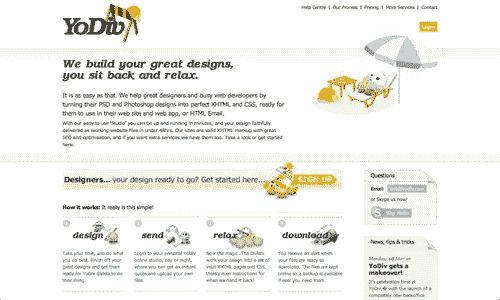 Help Centre | Our Process | Pricing | More Services | Contact
YoDiv
Login
We build your great designs,
you sit back and relax.
It is as easy as that. We help great designers and busy web developers by
turning their PSD and Photoshop designs into perfect XHTML and CSS, ready for
them to use in their web site and web app, or HTML Email.
With our easy to use 'Studio' you can be up and running in minutes, and your design faithfully
delivered as working website files in under 48hrs. Our sites are valid XHTML markup with great
SEO and optimisation, and if you want extra services we have them too. Take a look or get started
here.
Designers... your design ready to go? Get started here...
SIGN UP
How it works: It really is this simple!
design
Take your time, and do what
you do best. Finish off your
great designs and get them
ready for YoDiv divbies to do
their thing.
send
Login to your personal YoDiv
online studio, day or night,
where you can get an instant
quote and upload your own
files.
relax
Now the magic. The Divbies
work your design into a set of
valid XHTML pages and CSS,
there's even instructions for
when we hand it back!
download
You receive an alert when
your files are ready to
download. The files are kept
online as a backup is available
if ever you need them.
Questions
Email
or Skype us now!
Say Hello
News, tips & tricks
YoDiv gets a
makeover!
It's celebration time at
YoDiv with the launch of a
completely new backoffice